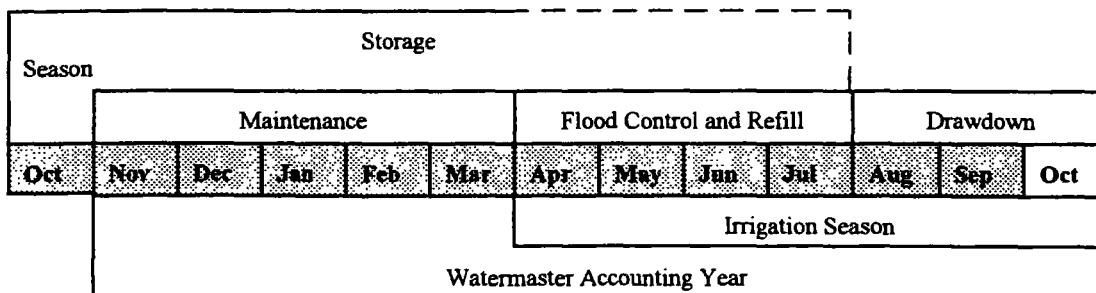 Storage
Season
Maintenance Flood Control and Refill Drawdown
Oct Nov Dec Jan Feb Mar Apr May Jun Jul Aug Sep Oct
Irrigation Season
Watermaster Accounting Year